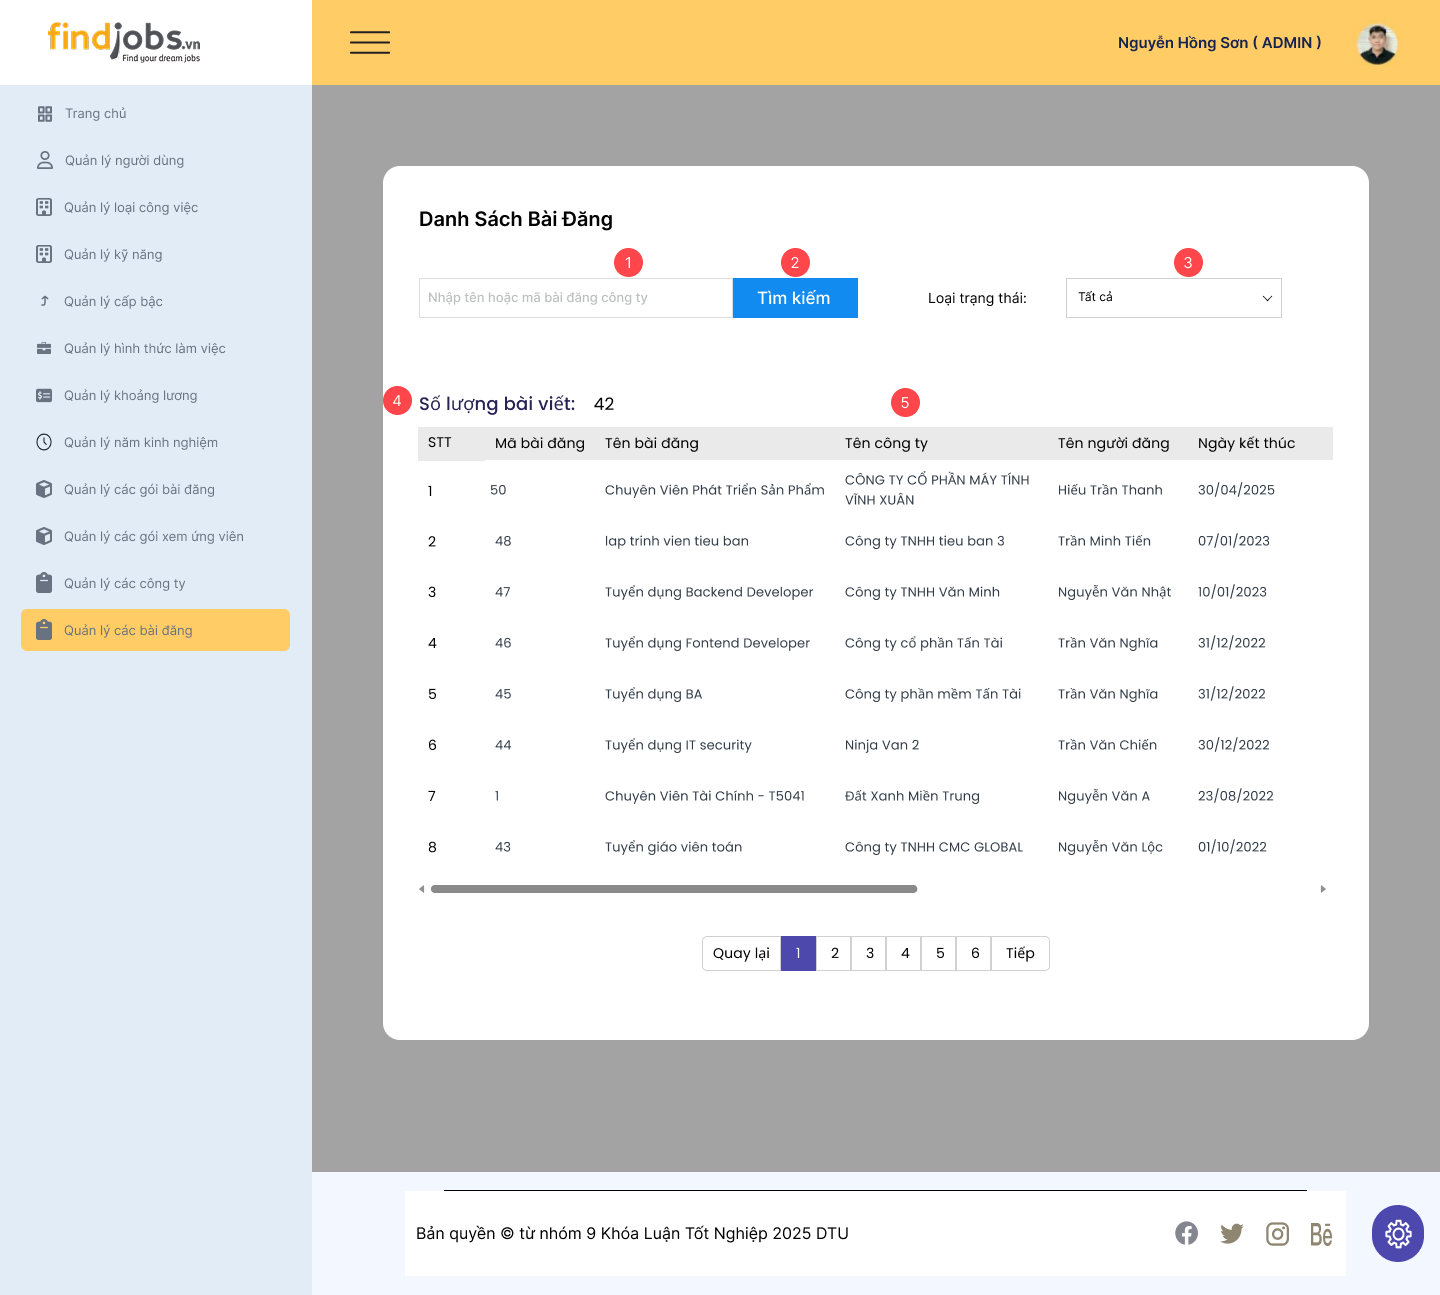 findjobs.vn
Find your dream jobs
Nguyễn Hồng Sơn ( ADMIN )
Trang chủ
Quản lý người dùng
Quản lý loại công việc
Quản lý kỹ năng
Quản lý cấp bậc
Quản lý hình thức làm việc
Quản lý khoảng lương
Quản lý năm kinh nghiệm
Quản lý các gói bài đăng
Quản lý các gói xem ứng viên
Quản lý các công ty
Quản lý các bài đăng
Danh Sách Bài Đăng
1 2 3
Nhập tên hoặc mã bài đăng công ty Tìm kiếm Loại trạng thái: Tất cả
4 Số lượng bài viết: 42 5
STT Mã bài đăng Tên bài đăng Tên công ty Tên người đăng Ngày kết thúc
1 50 Chuyên Viên Phát Triển Sản Phẩm CÔNG TY CỔ PHẦN MÁY TÍNH VĨNH XUÂN Hiếu Trần Thanh 30/04/2025
2 48 lap trinh vien tieu ban Công ty TNHH tieu ban 3 Trần Minh Tiến 07/01/2023
3 47 Tuyển dụng Backend Developer Công ty TNHH Văn Minh Nguyễn Văn Nhật 10/01/2023
4 46 Tuyển dụng Fontend Developer Công ty cổ phần Tấn Tài Trần Văn Nghĩa 31/12/2022
5 45 Tuyển dụng BA Công ty phần mềm Tấn Tài Trần Văn Nghĩa 31/12/2022
6 44 Tuyển dụng IT security Ninja Van 2 Trần Văn Chiến 30/12/2022
7 1 Chuyên Viên Tài Chính - T5041 Đất Xanh Miền Trung Nguyễn Văn A 23/08/2022
8 43 Tuyển giáo viên toán Công ty TNHH CMC GLOBAL Nguyễn Văn Lộc 01/10/2022
Quay lại 1 2 3 4 5 6 Tiếp
Bản quyền © từ nhóm 9 Khóa Luận Tốt Nghiệp 2025 DTU